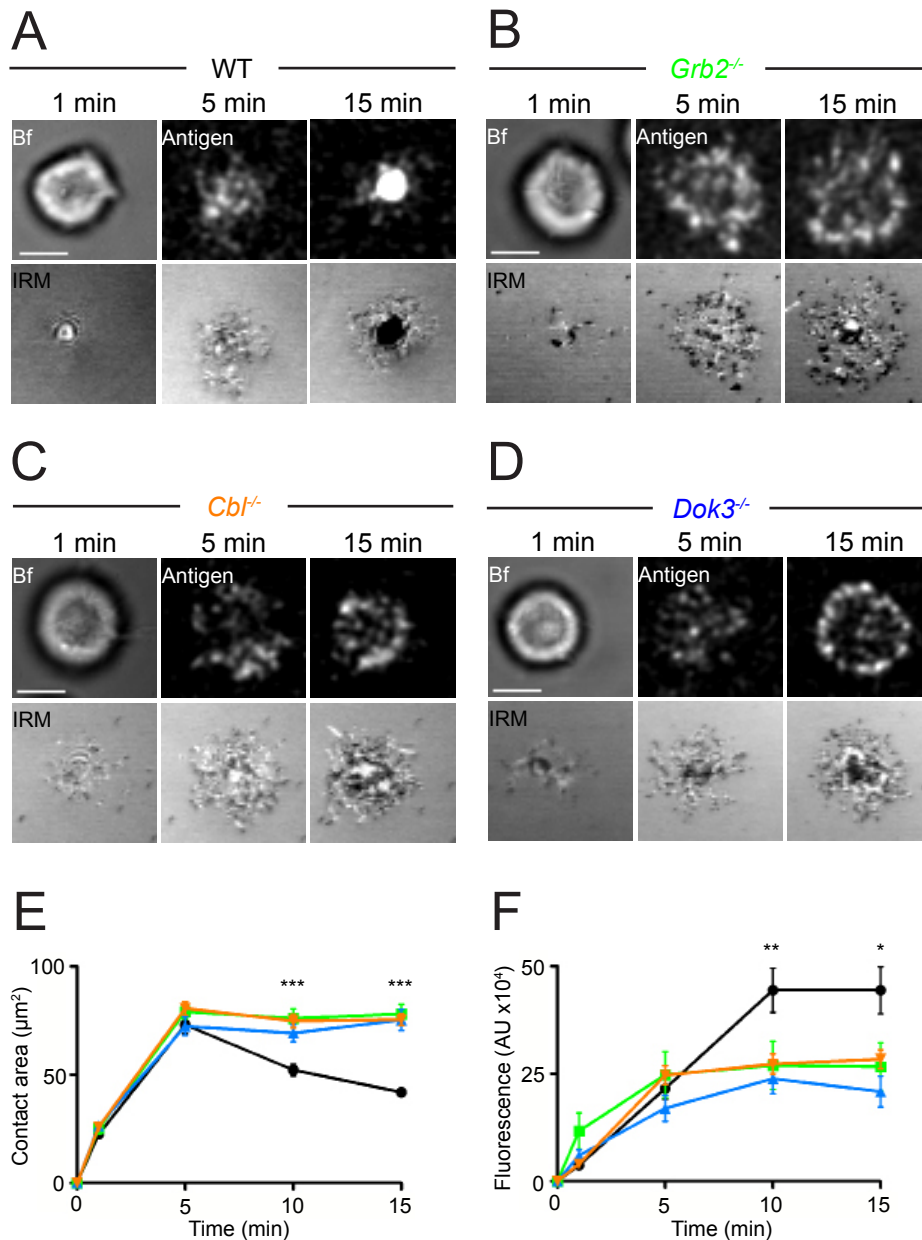 A
WT
1 min 5 min 15 min
Bf Antigen
IRM
B
Grb2-/-
1 min 5 min 15 min
Bf Antigen
IRM
C
Cbl-/-
1 min 5 min 15 min
Bf Antigen
IRM
D
Dok3-/-
1 min 5 min 15 min
Bf Antigen
IRM
E
Contact area (µm²)
100
50
0
*** ***
0 5 10 15
Time (min)
F
Fluorescence (AU x10⁴)
50
25
0
** *
0 5 10 15
Time (min)